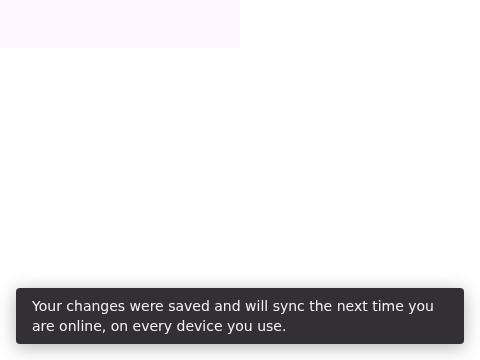 Your changes were saved and will sync the next time you
are online, on every device you use.